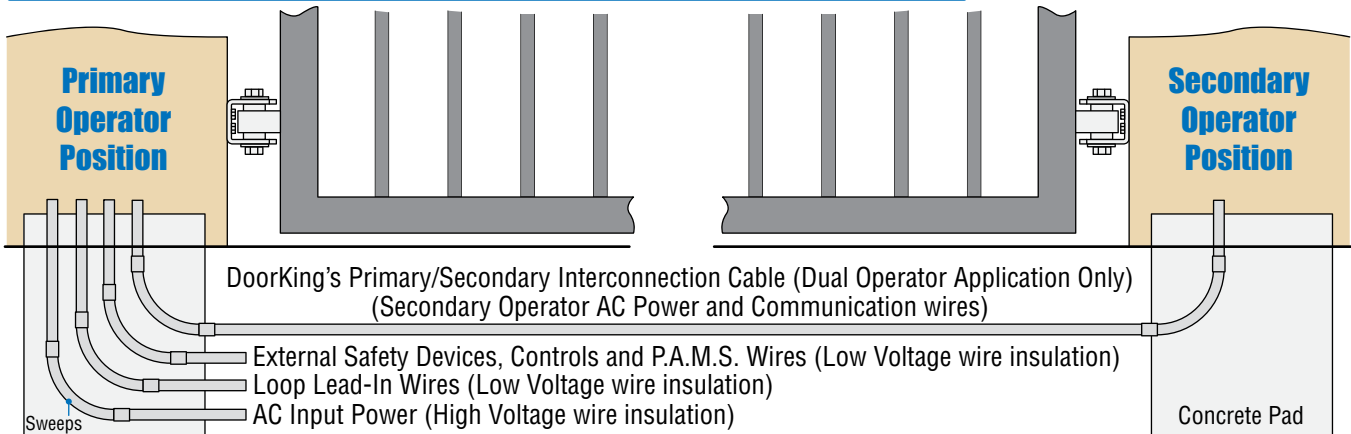 Primary
Operator
Position
Secondary
Operator
Position
DoorKing's Primary/Secondary Interconnection Cable (Dual Operator Application Only)
(Secondary Operator AC Power and Communication wires)
External Safety Devices, Controls and P.A.M.S. Wires (Low Voltage wire insulation)
Loop Lead-In Wires (Low Voltage wire insulation)
AC Input Power (High Voltage wire insulation)
Sweeps
Concrete Pad